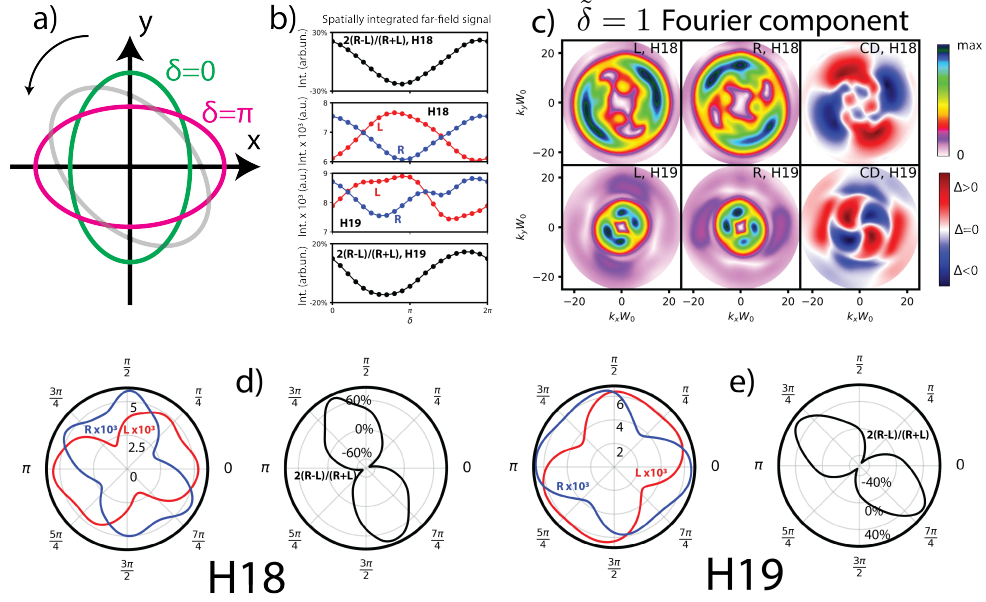 a)
y
δ=0
δ=π
x
b)
Spatially integrated far-field signal
Int. (arb.un.)
30%
-30%
2(R-L)/(R+L), H18
Int. x 10³ (a.u.)
8
7
6
H18
L
R
Int. x 10³ (a.u.)
9
8
7
L
R
H19
Int. (arb.un.)
20%
-20%
2(R-L)/(R+L), H19
0
π
2π
δ
c)
δ̃ = 1 Fourier component
L, H18
R, H18
CD, H18
kyW0
20
0
−20
max
0
L, H19
R, H19
CD, H19
kyW0
20
0
−20
Δ>0
Δ=0
Δ<0
−20
0
20
−20
0
20
−20
0
20
kxW0
kxW0
kxW0
d)
π/2
3π/4
π/4
π
0
5π/4
7π/4
3π/2
5
2.5
0
R x10³
L x10³
π/2
3π/4
π/4
0
5π/4
7π/4
3π/2
60%
0%
-60%
2(R-L)/(R+L)
H18
e)
π/2
3π/4
π/4
π
0
5π/4
7π/4
3π/2
6
4
2
L x10³
R x10³
π/2
3π/4
π/4
π
0
5π/4
7π/4
3π/2
2(R-L)/(R+L)
-40%
0%
40%
H19